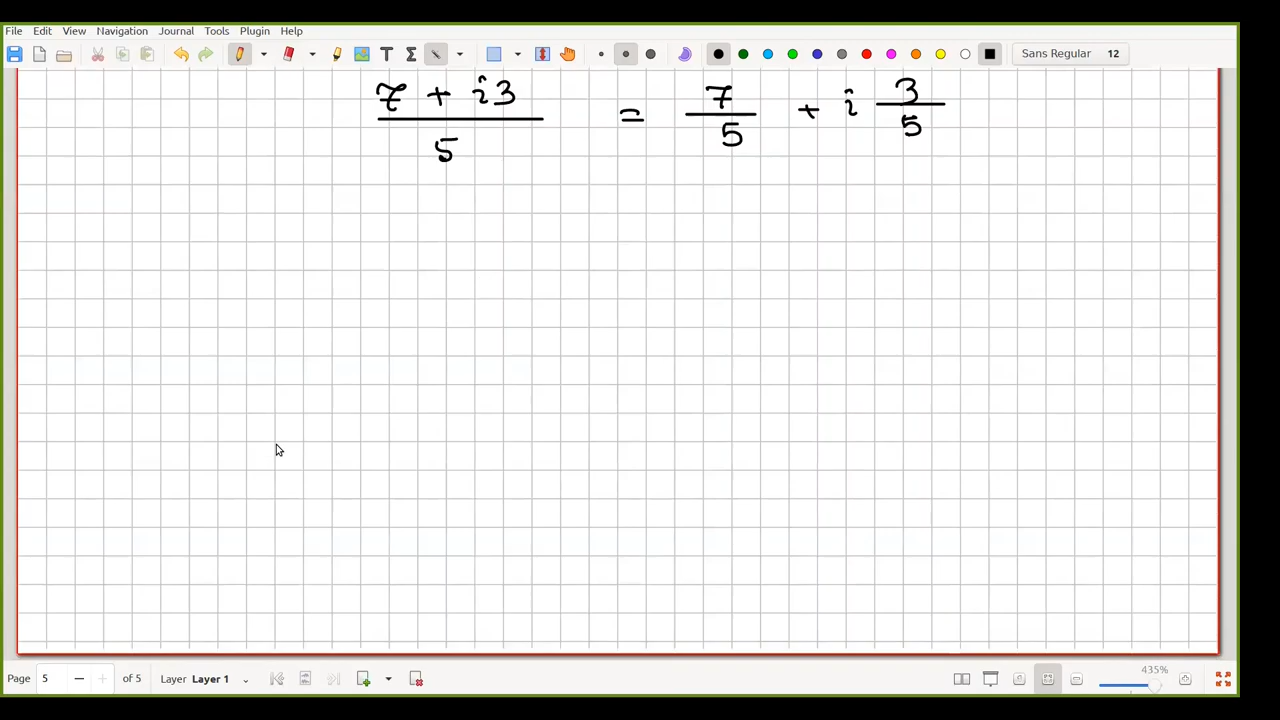 File Edit View Navigation Journal Tools Plugin Help
T Σ Sans Regular 12
7 + i3 / 5 = 7 / 5 + i 3 / 5
435%
Page 5 of 5 Layer Layer 1